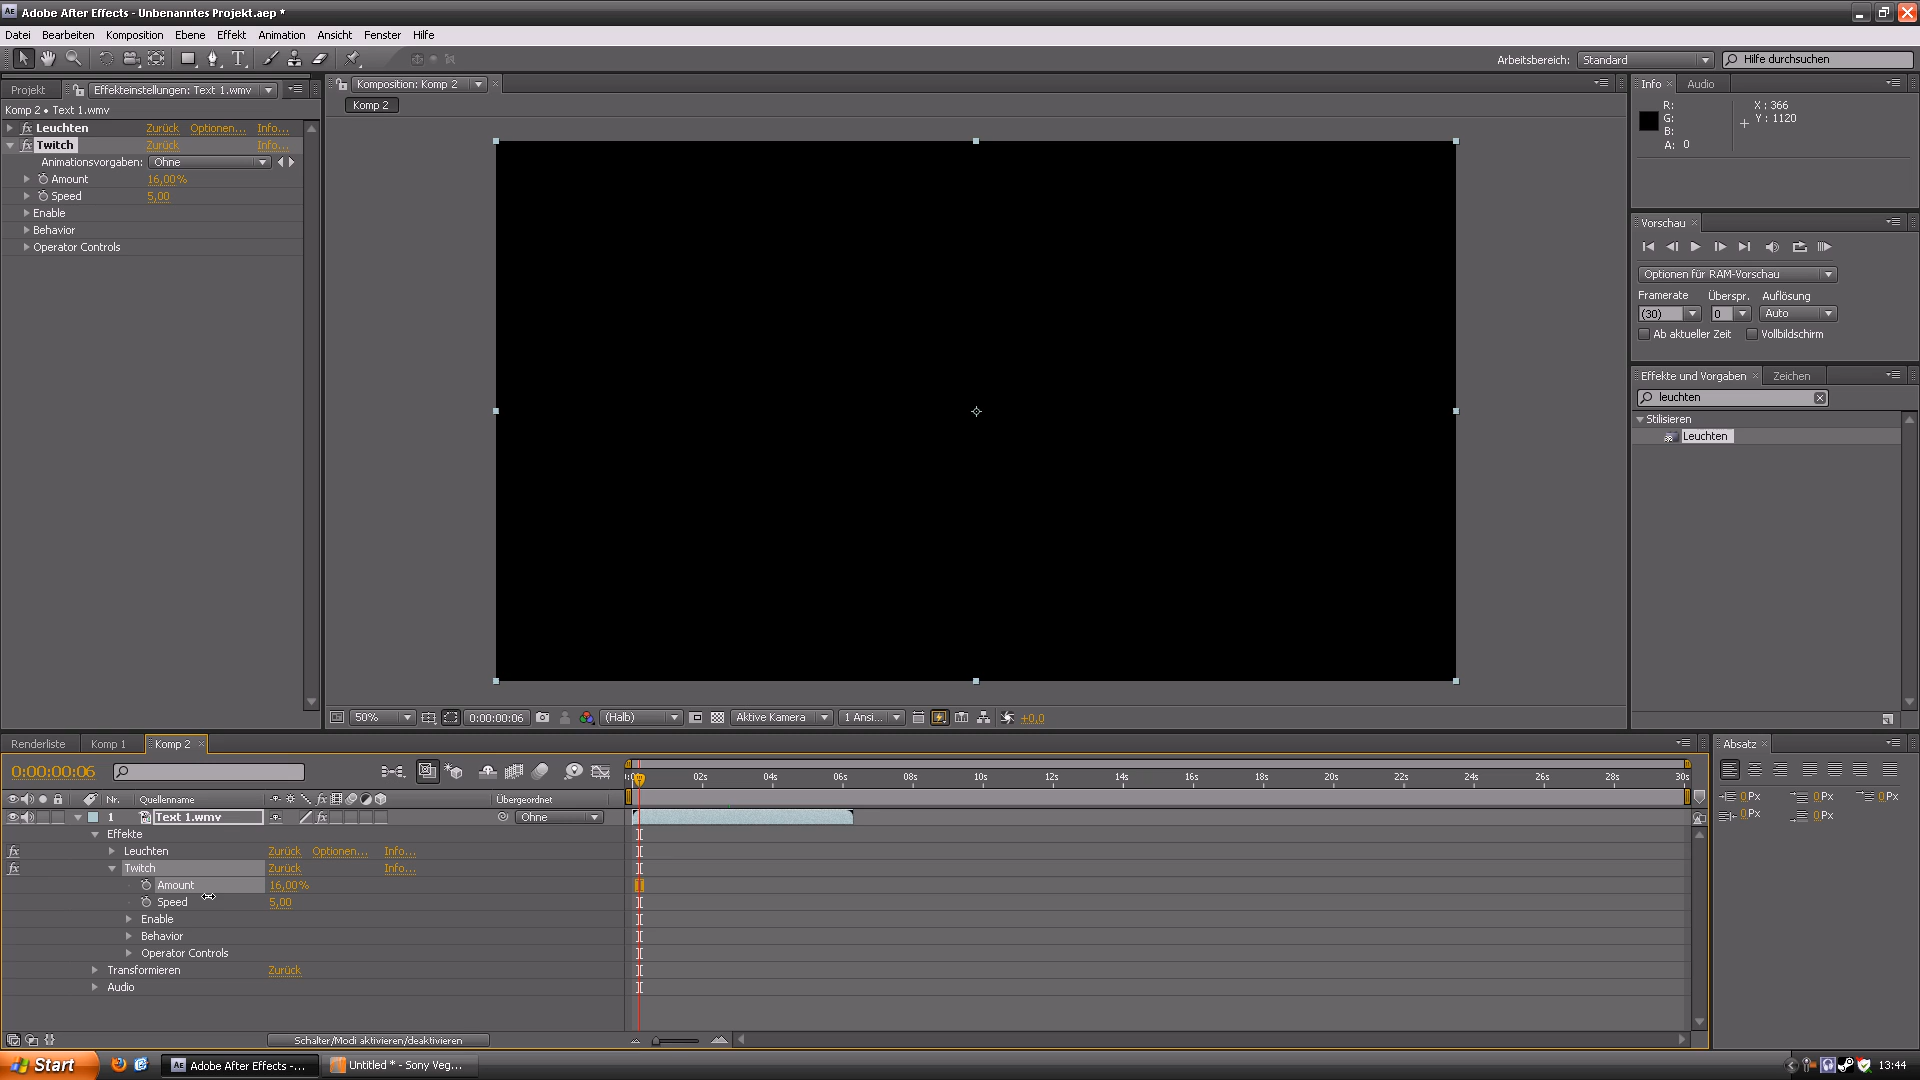 Adobe After Effects - Unbenanntes Projekt.aep *
Datei Bearbeiten Komposition Ebene Effekt Animation Ansicht Fenster Hilfe
Arbeitsbereich: Standard Hilfe durchsuchen
Projekt Effekteinstellungen: Text 1.wmv
Komp 2 • Text 1.wmv
Leuchten Zurück Optionen... Info...
Twitch Zurück Info...
Animationsvorgaben: Ohne
Amount 16,00%
Speed 5,00
Enable
Behavior
Operator Controls
Komposition: Komp 2
Komp 2
50% 0:00:00:06 (Halb) Aktive Kamera 1 Ansi... +0,0
Info Audio
R: X : 366
G: Y : 1120
B:
A: 0
Vorschau
Optionen für RAM-Vorschau
Framerate Überspr. Auflösung
(30) 0 Auto
Ab aktueller Zeit Vollbildschirm
Effekte und Vorgaben Zeichen
leuchten
Stilisieren
Leuchten
Renderliste Komp 1 Komp 2
0:00:00:06
02s 04s 06s 08s 10s 12s 14s 16s 18s 20s 22s 24s 26s 28s 30s
Nr. Quellenname Übergeordnet
1 Text 1.wmv Ohne
Effekte
Leuchten Zurück Optionen... Info...
Twitch Zurück Info...
Amount 16,00%
Speed 5,00
Enable
Behavior
Operator Controls
Transformieren Zurück
Audio
Schalter/Modi aktivieren/deaktivieren
Absatz
0 Px 0 Px 0 Px
0 Px 0 Px
Start Adobe After Effects -... Untitled * - Sony Veg... 13:44